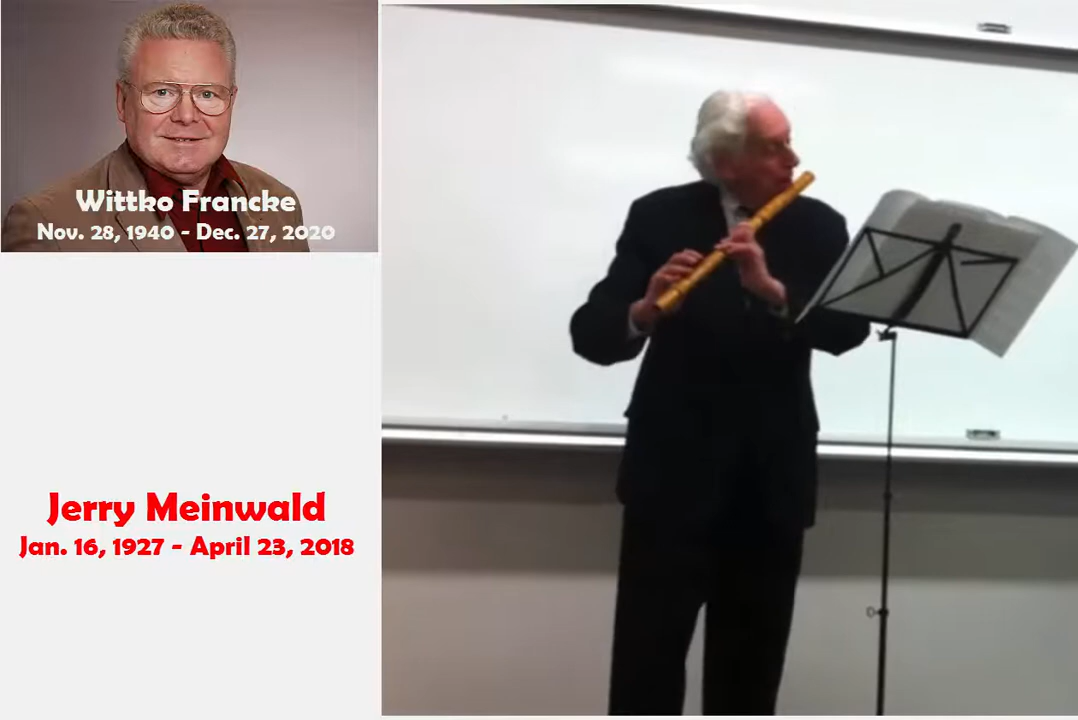 Wittko Francke
Nov. 28, 1940 - Dec. 27, 2020
Jerry Meinwald
Jan. 16, 1927 - April 23, 2018